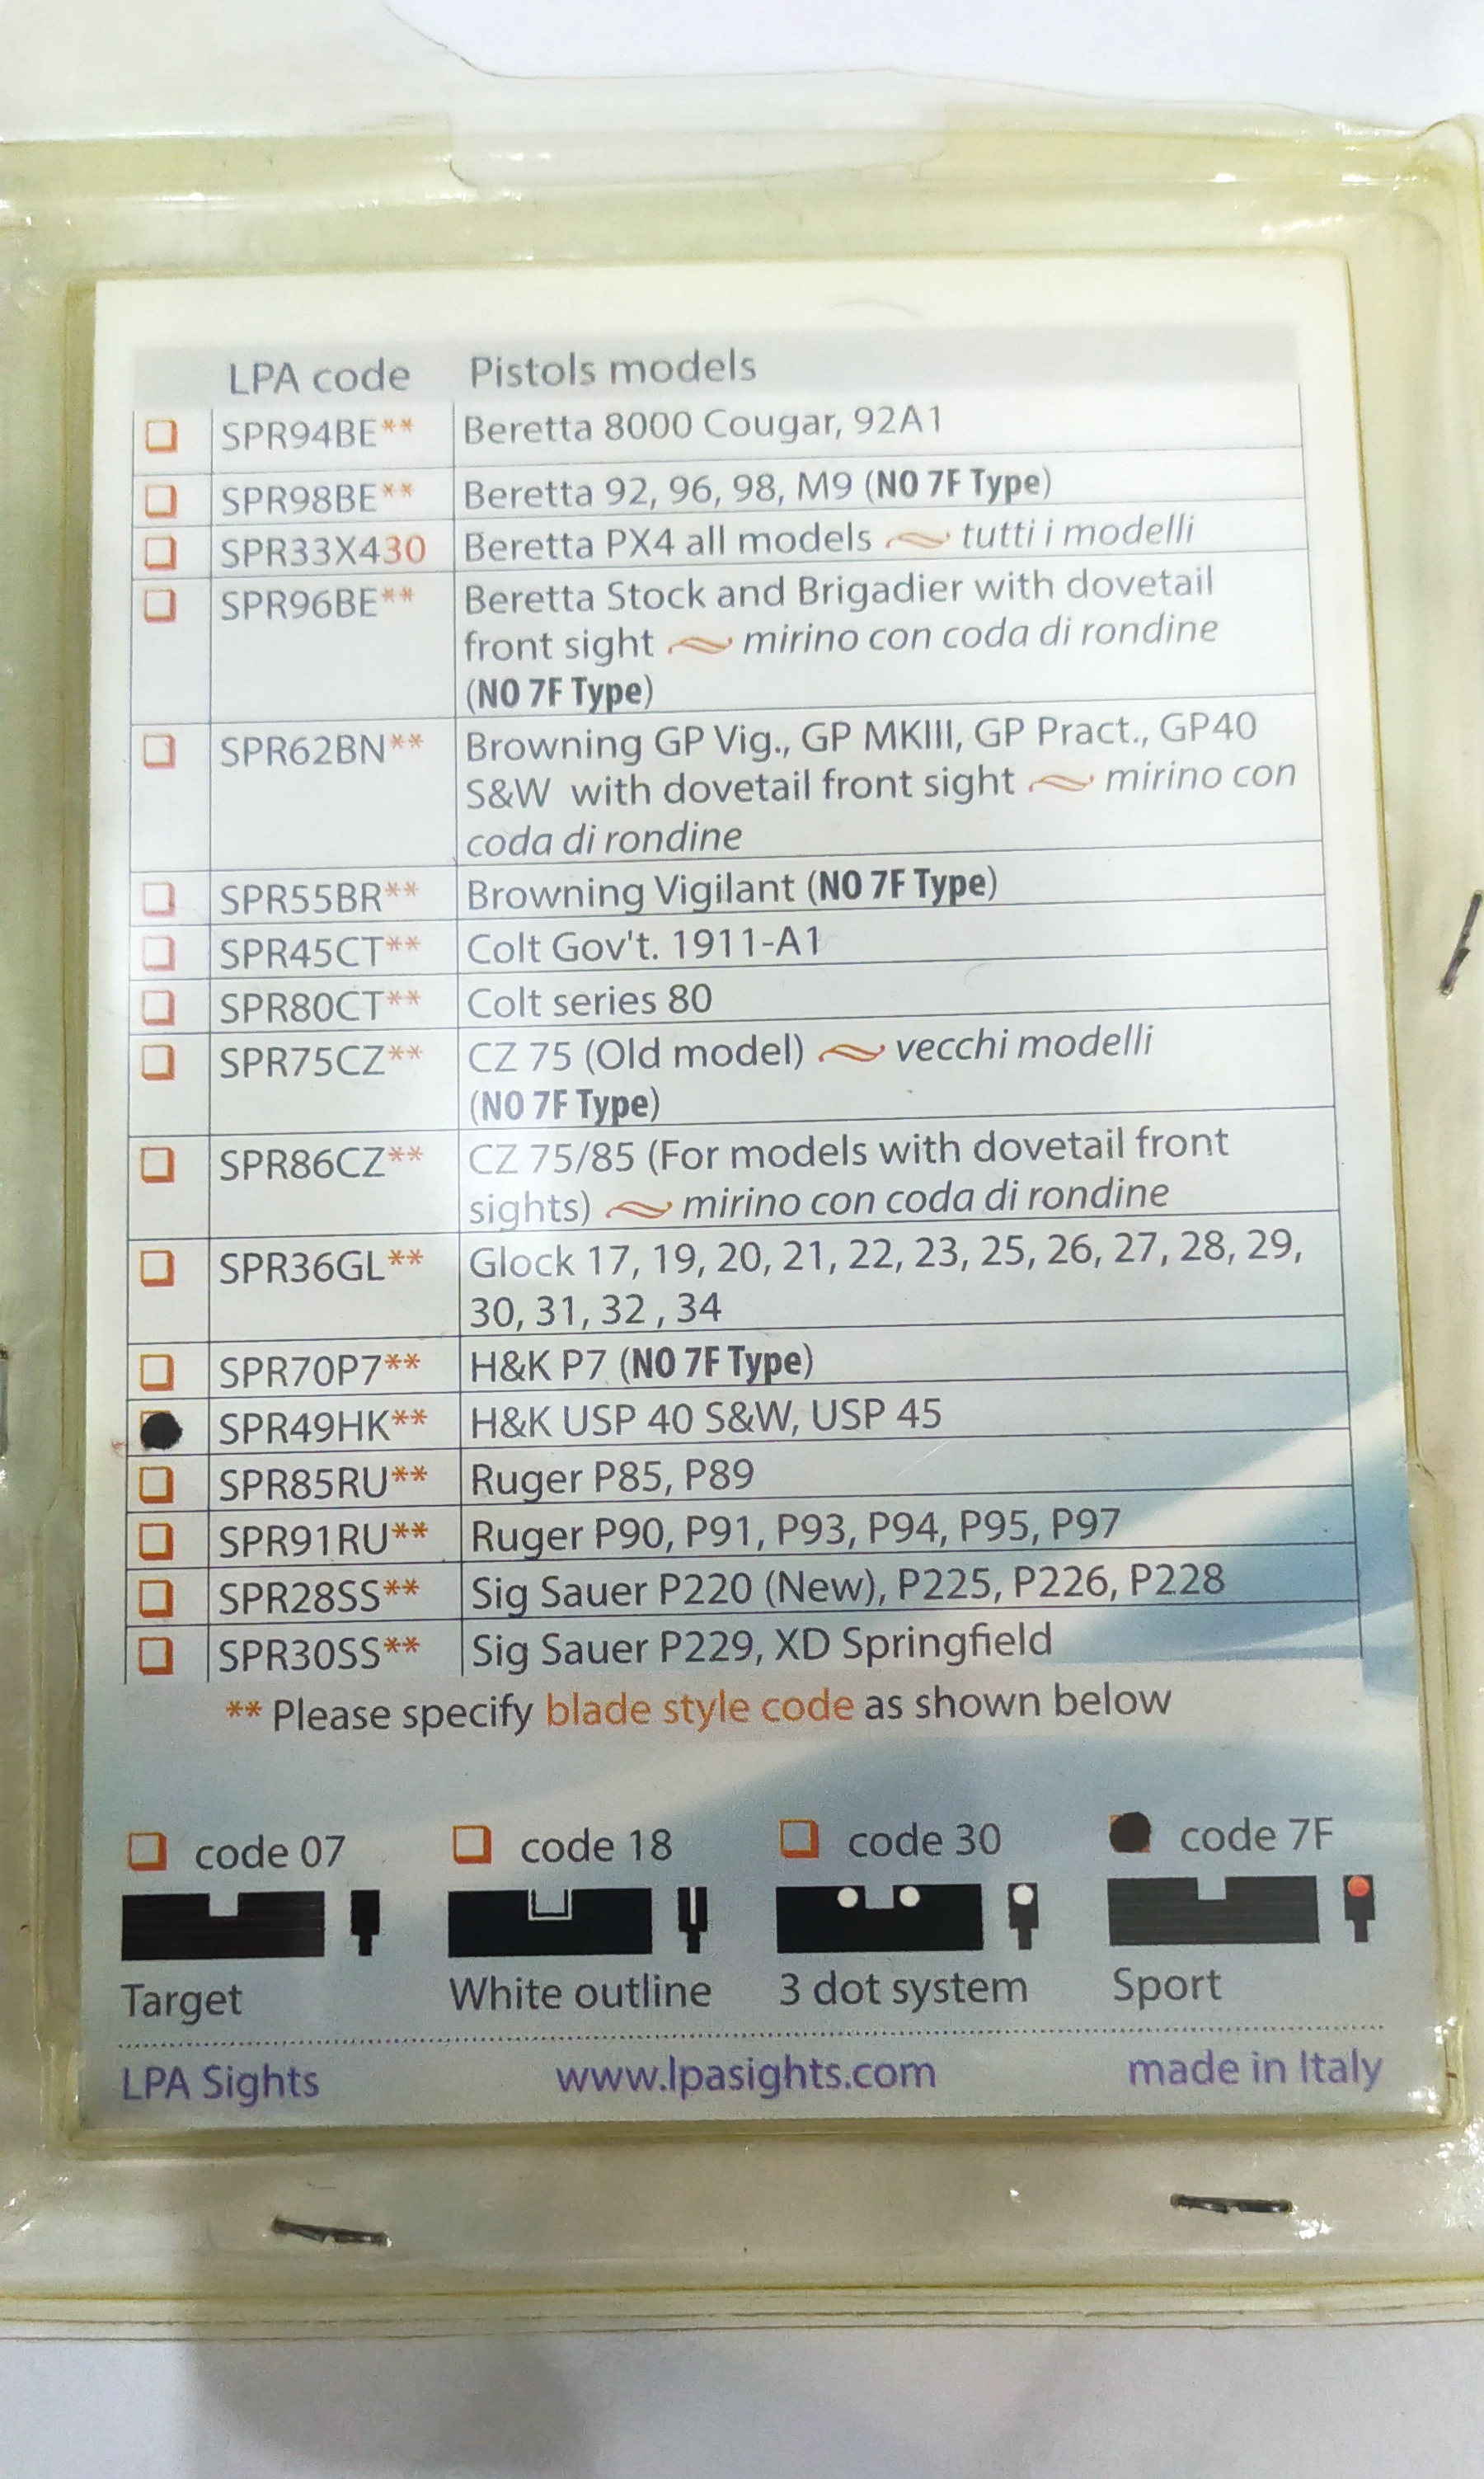 LPA code Pistols models
SPR94BE** Beretta 8000 Cougar, 92A1
SPR98BE** Beretta 92, 96, 98, M9 (NO 7F Type)
SPR33X430 Beretta PX4 all models ~ tutti i modelli
SPR96BE** Beretta Stock and Brigadier with dovetail
front sight ~ mirino con coda di rondine
(NO 7F Type)
SPR62BN** Browning GP Vig., GP MKIII, GP Pract., GP40
S&W with dovetail front sight ~ mirino con
coda di rondine
SPR55BR** Browning Vigilant (NO 7F Type)
SPR45CT** Colt Gov't. 1911-A1
SPR80CT** Colt series 80
SPR75CZ** CZ 75 (Old model) ~ vecchi modelli
(NO 7F Type)
SPR86CZ** CZ 75/85 (For models with dovetail front
sights) ~ mirino con coda di rondine
SPR36GL** Glock 17, 19, 20, 21, 22, 23, 25, 26, 27, 28, 29,
30, 31, 32 , 34
SPR70P7** H&K P7 (NO 7F Type)
SPR49HK** H&K USP 40 S&W, USP 45
SPR85RU** Ruger P85, P89
SPR91RU** Ruger P90, P91, P93, P94, P95, P97
SPR28SS** Sig Sauer P220 (New), P225, P226, P228
SPR30SS** Sig Sauer P229, XD Springfield
** Please specify blade style code as shown below
code 07 code 18 code 30 code 7F
Target White outline 3 dot system Sport
LPA Sights www.lpasights.com made in Italy